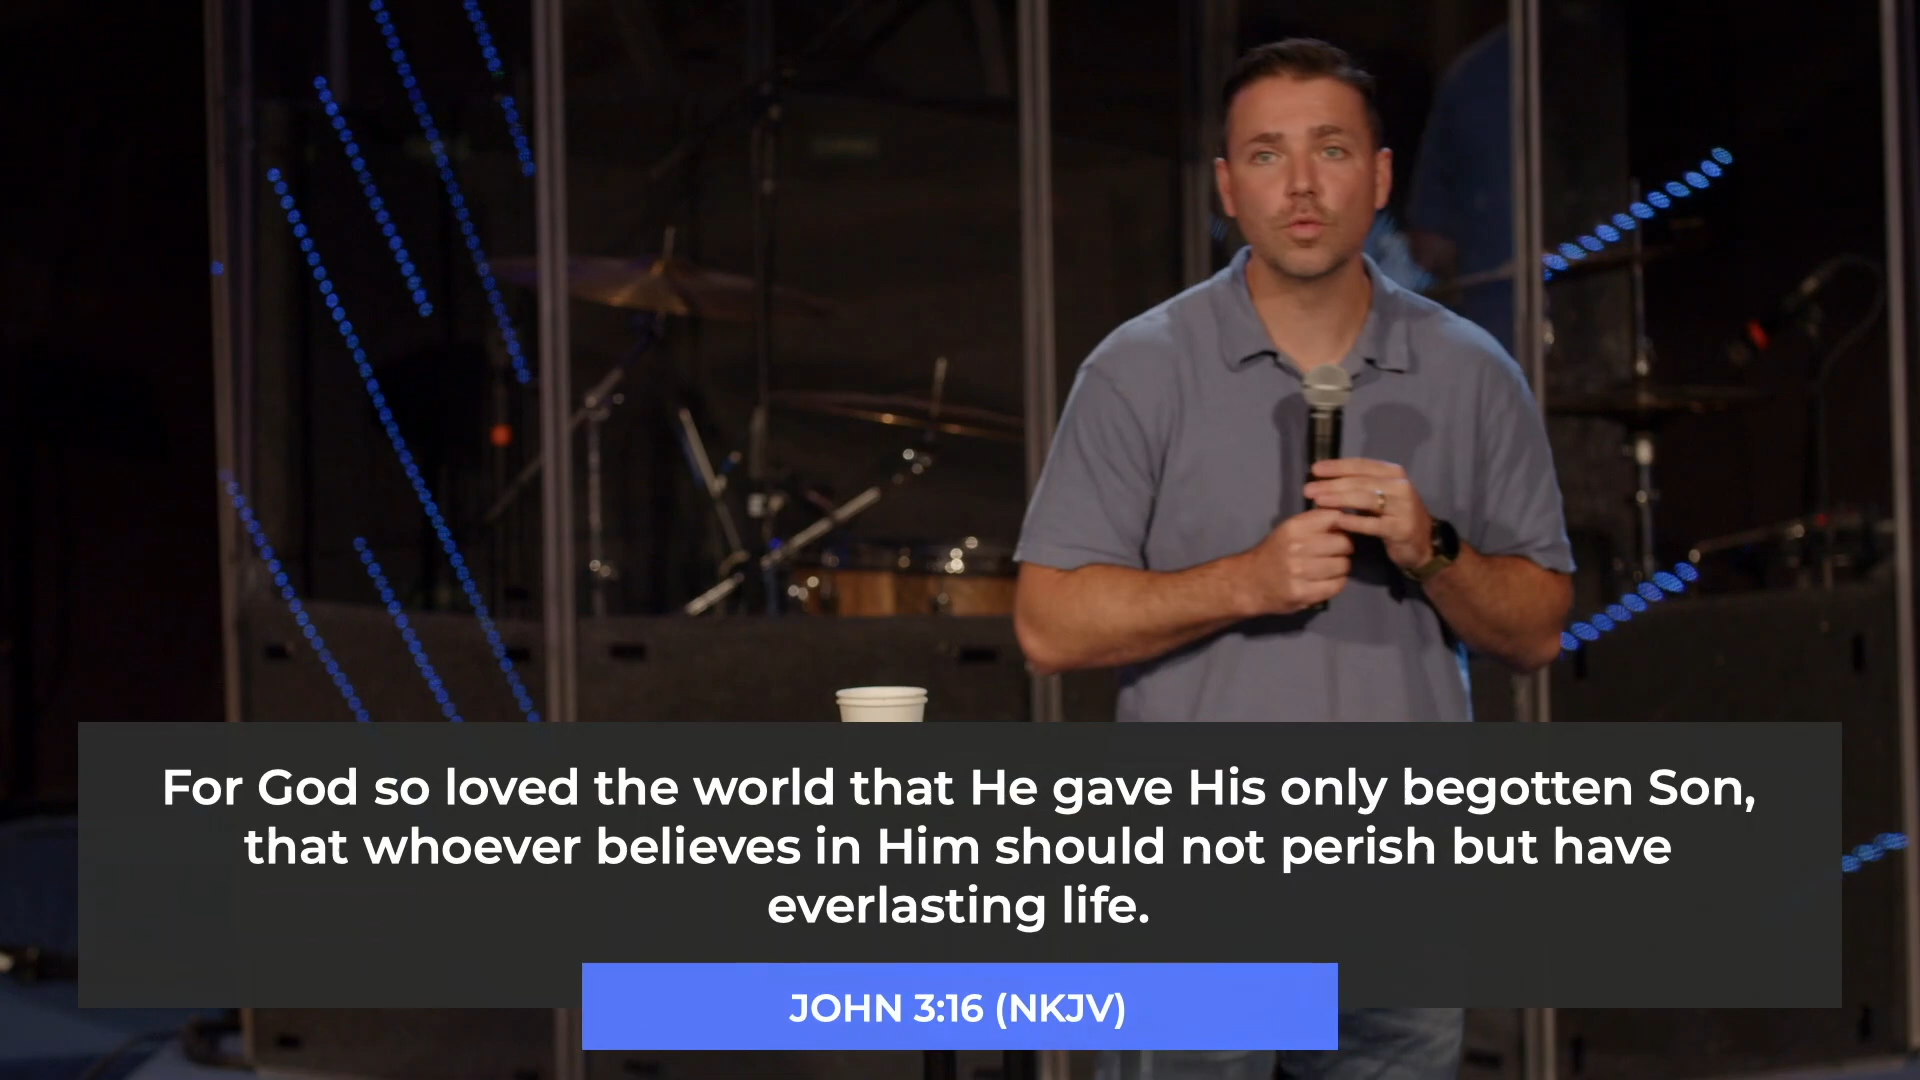 For God so loved the world that He gave His only begotten Son,
that whoever believes in Him should not perish but have
everlasting life.
JOHN 3:16 (NKJV)